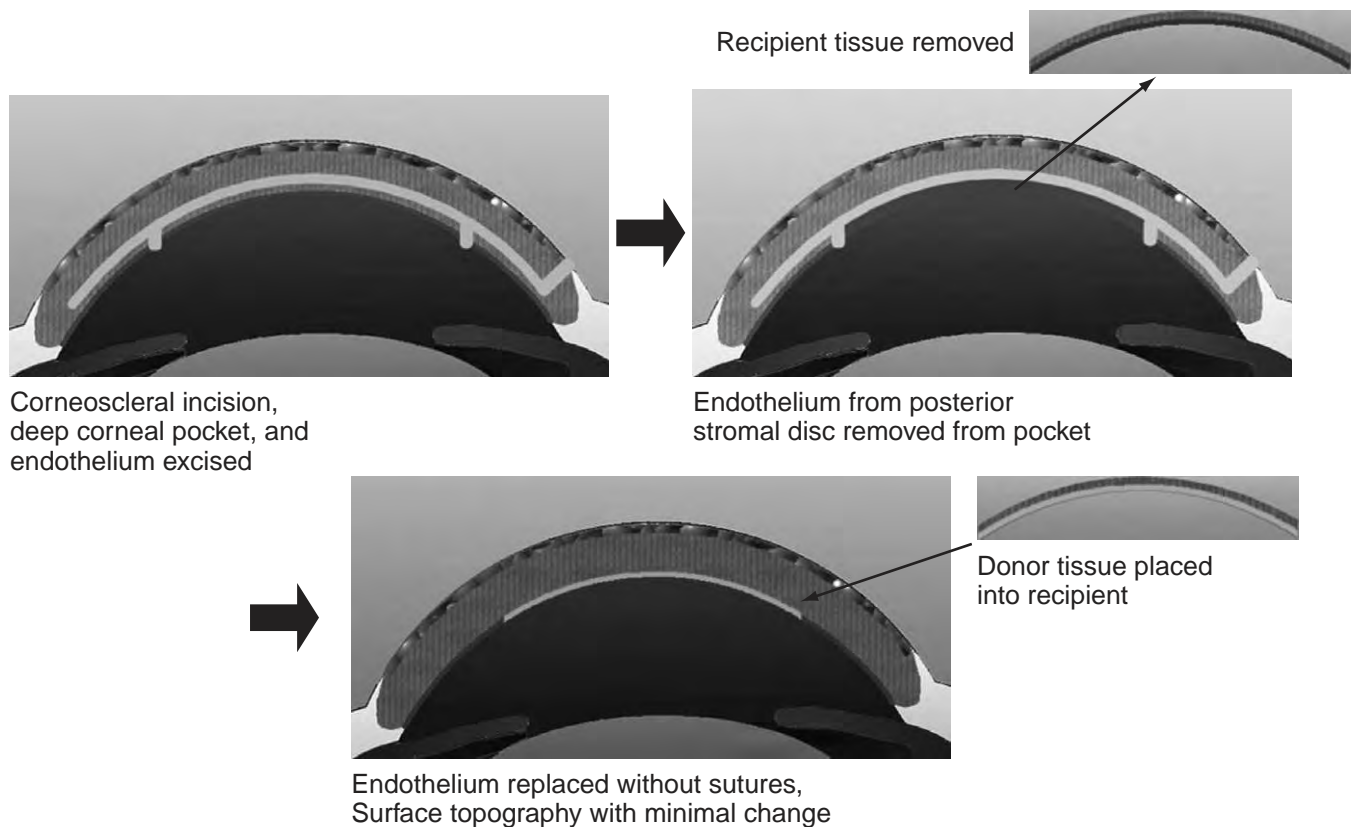 Recipient tissue removed
Corneoscleral incision,
deep corneal pocket, and
endothelium excised
Endothelium from posterior
stromal disc removed from pocket
Donor tissue placed
into recipient
Endothelium replaced without sutures,
Surface topography with minimal change